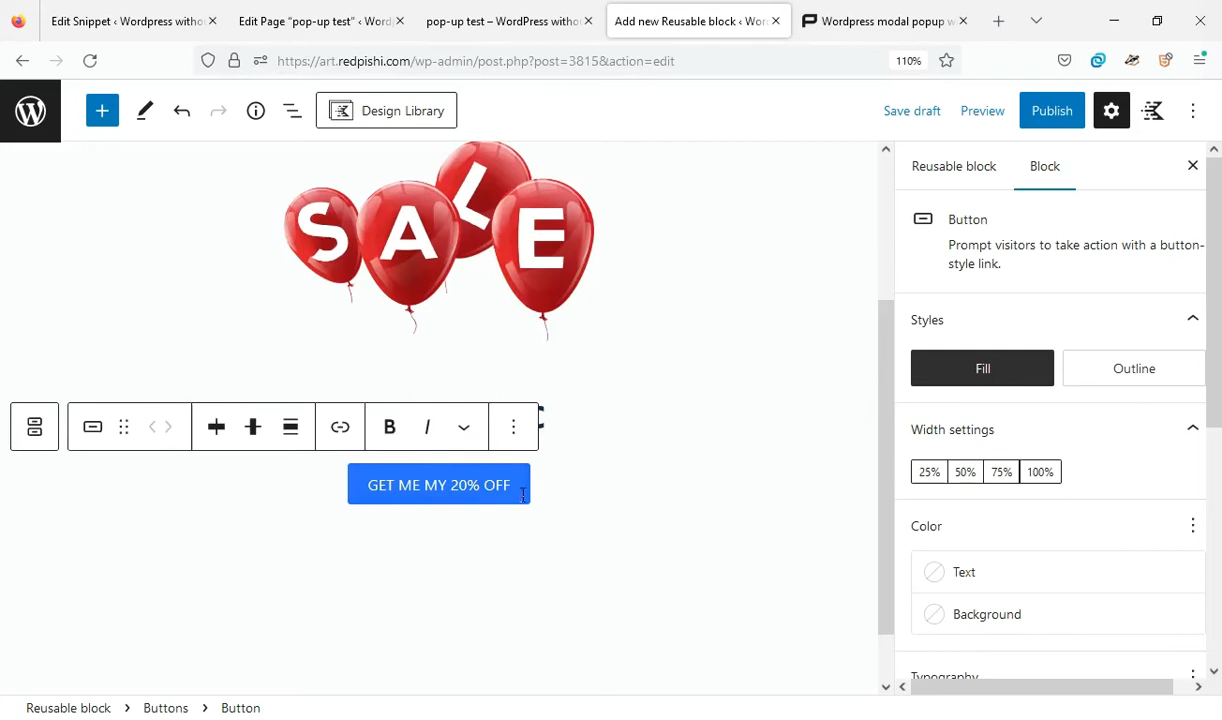 Edit Snippet ‹ Wordpress witho
Edit Page "pop-up test" ‹ Word
pop-up test – WordPress withou
Add new Reusable block ‹ Wor
Wordpress modal popup w
https://art.redpishi.com/wp-admin/post.php?post=3815&action=edit
110%
Design Library
Save draft
Preview
Publish
SALE
Reusable block
Block
Button
Prompt visitors to take action with a button-
style link.
Styles
Fill
Outline
B I
Width settings
25% 50% 75% 100%
GET ME MY 20% OFF
Color
Text
Background
Typography
Reusable block > Buttons > Button